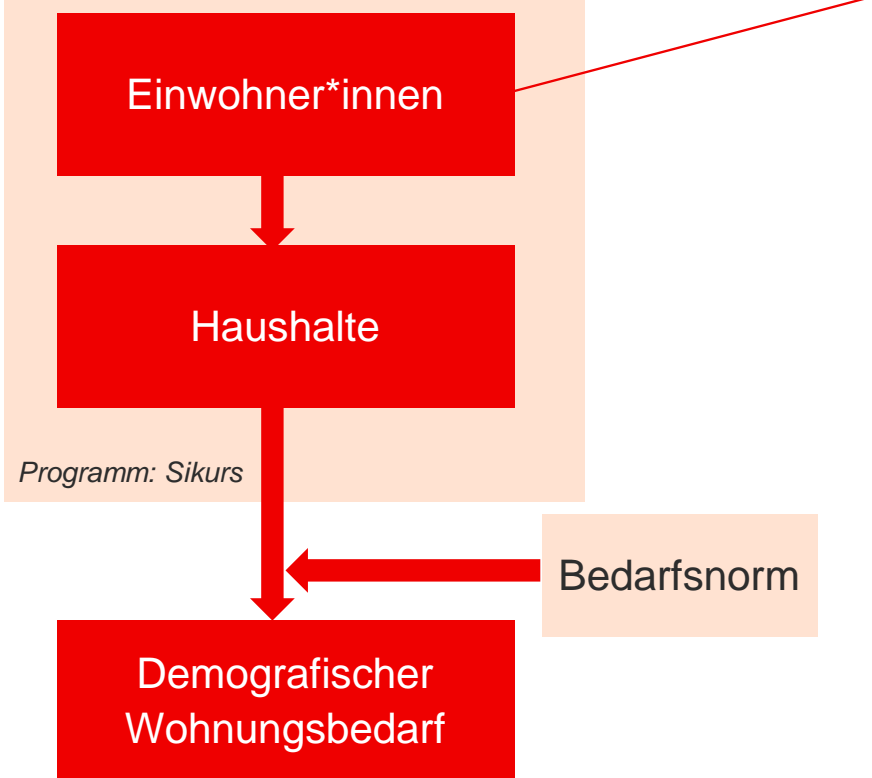 Einwohner*innen
Haushalte
Programm: Sikurs
Bedarfsnorm
Demografischer
Wohnungsbedarf